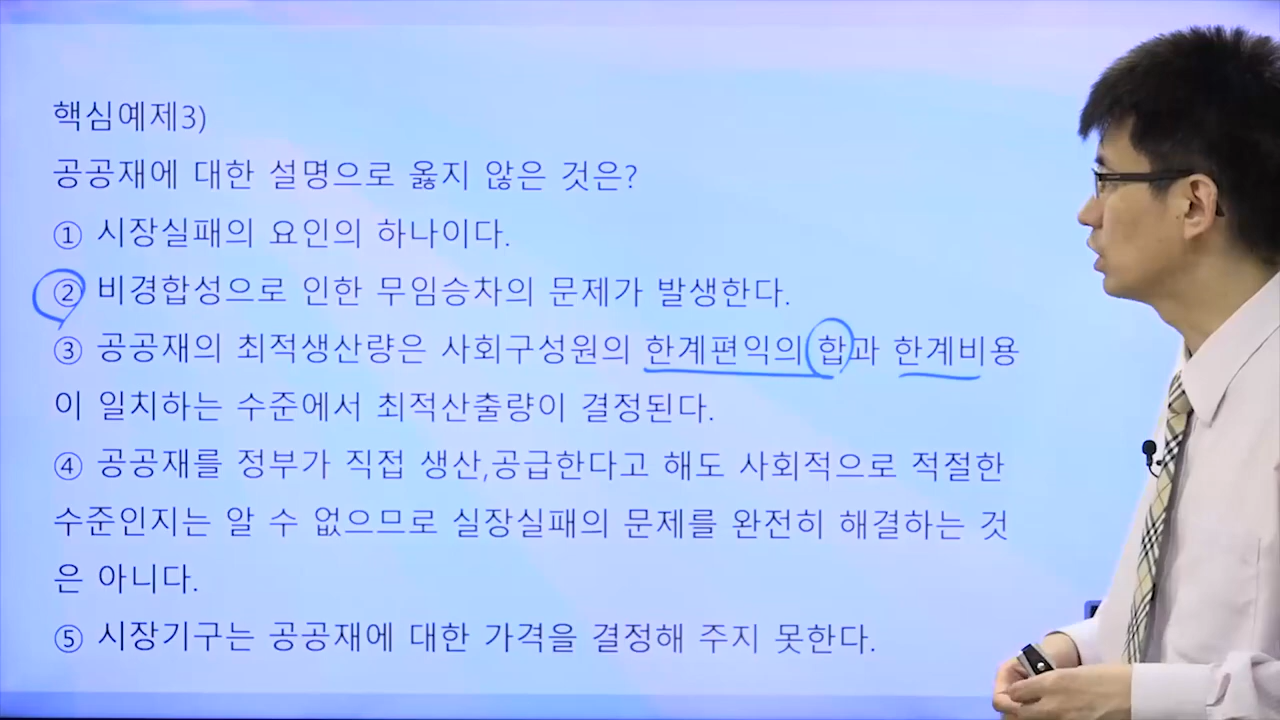 핵심예제3)
공공재에 대한 설명으로 옳지 않은 것은?
① 시장실패의 요인의 하나이다.
② 비경합성으로 인한 무임승차의 문제가 발생한다.
③ 공공재의 최적생산량은 사회구성원의 한계편익의 합과 한계비용
이 일치하는 수준에서 최적산출량이 결정된다.
④ 공공재를 정부가 직접 생산,공급한다고 해도 사회적으로 적절한
수준인지는 알 수 없으므로 실장실패의 문제를 완전히 해결하는 것
은 아니다.
⑤ 시장기구는 공공재에 대한 가격을 결정해 주지 못한다.